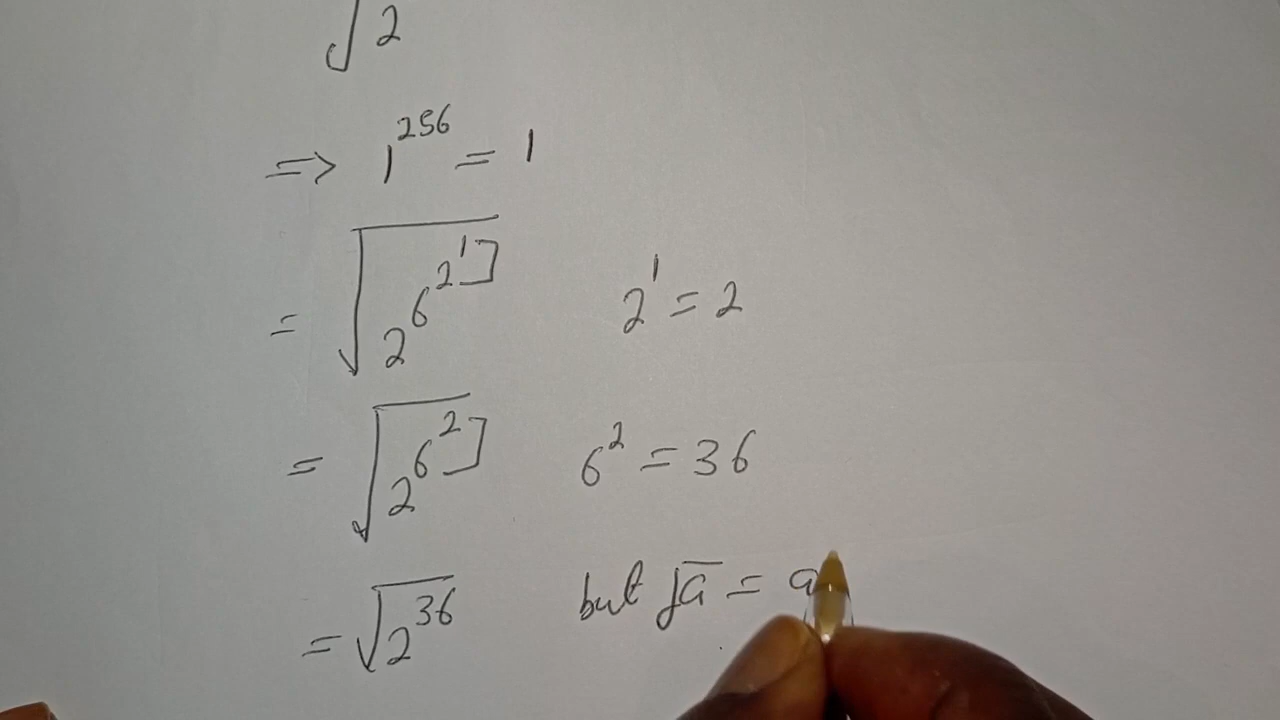 √2
=> 1^256 = 1
= √(2^6^2^1]) 2^1 = 2
= √(2^6^2]) 6^2 = 36
= √(2^36) but √a = a